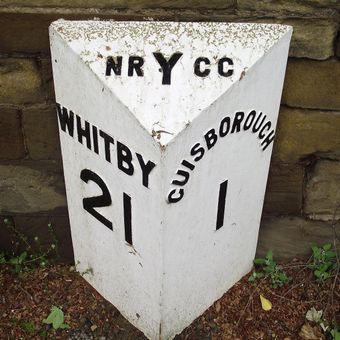 NRYCC
WHITBY
21
GUISBOROUGH
1